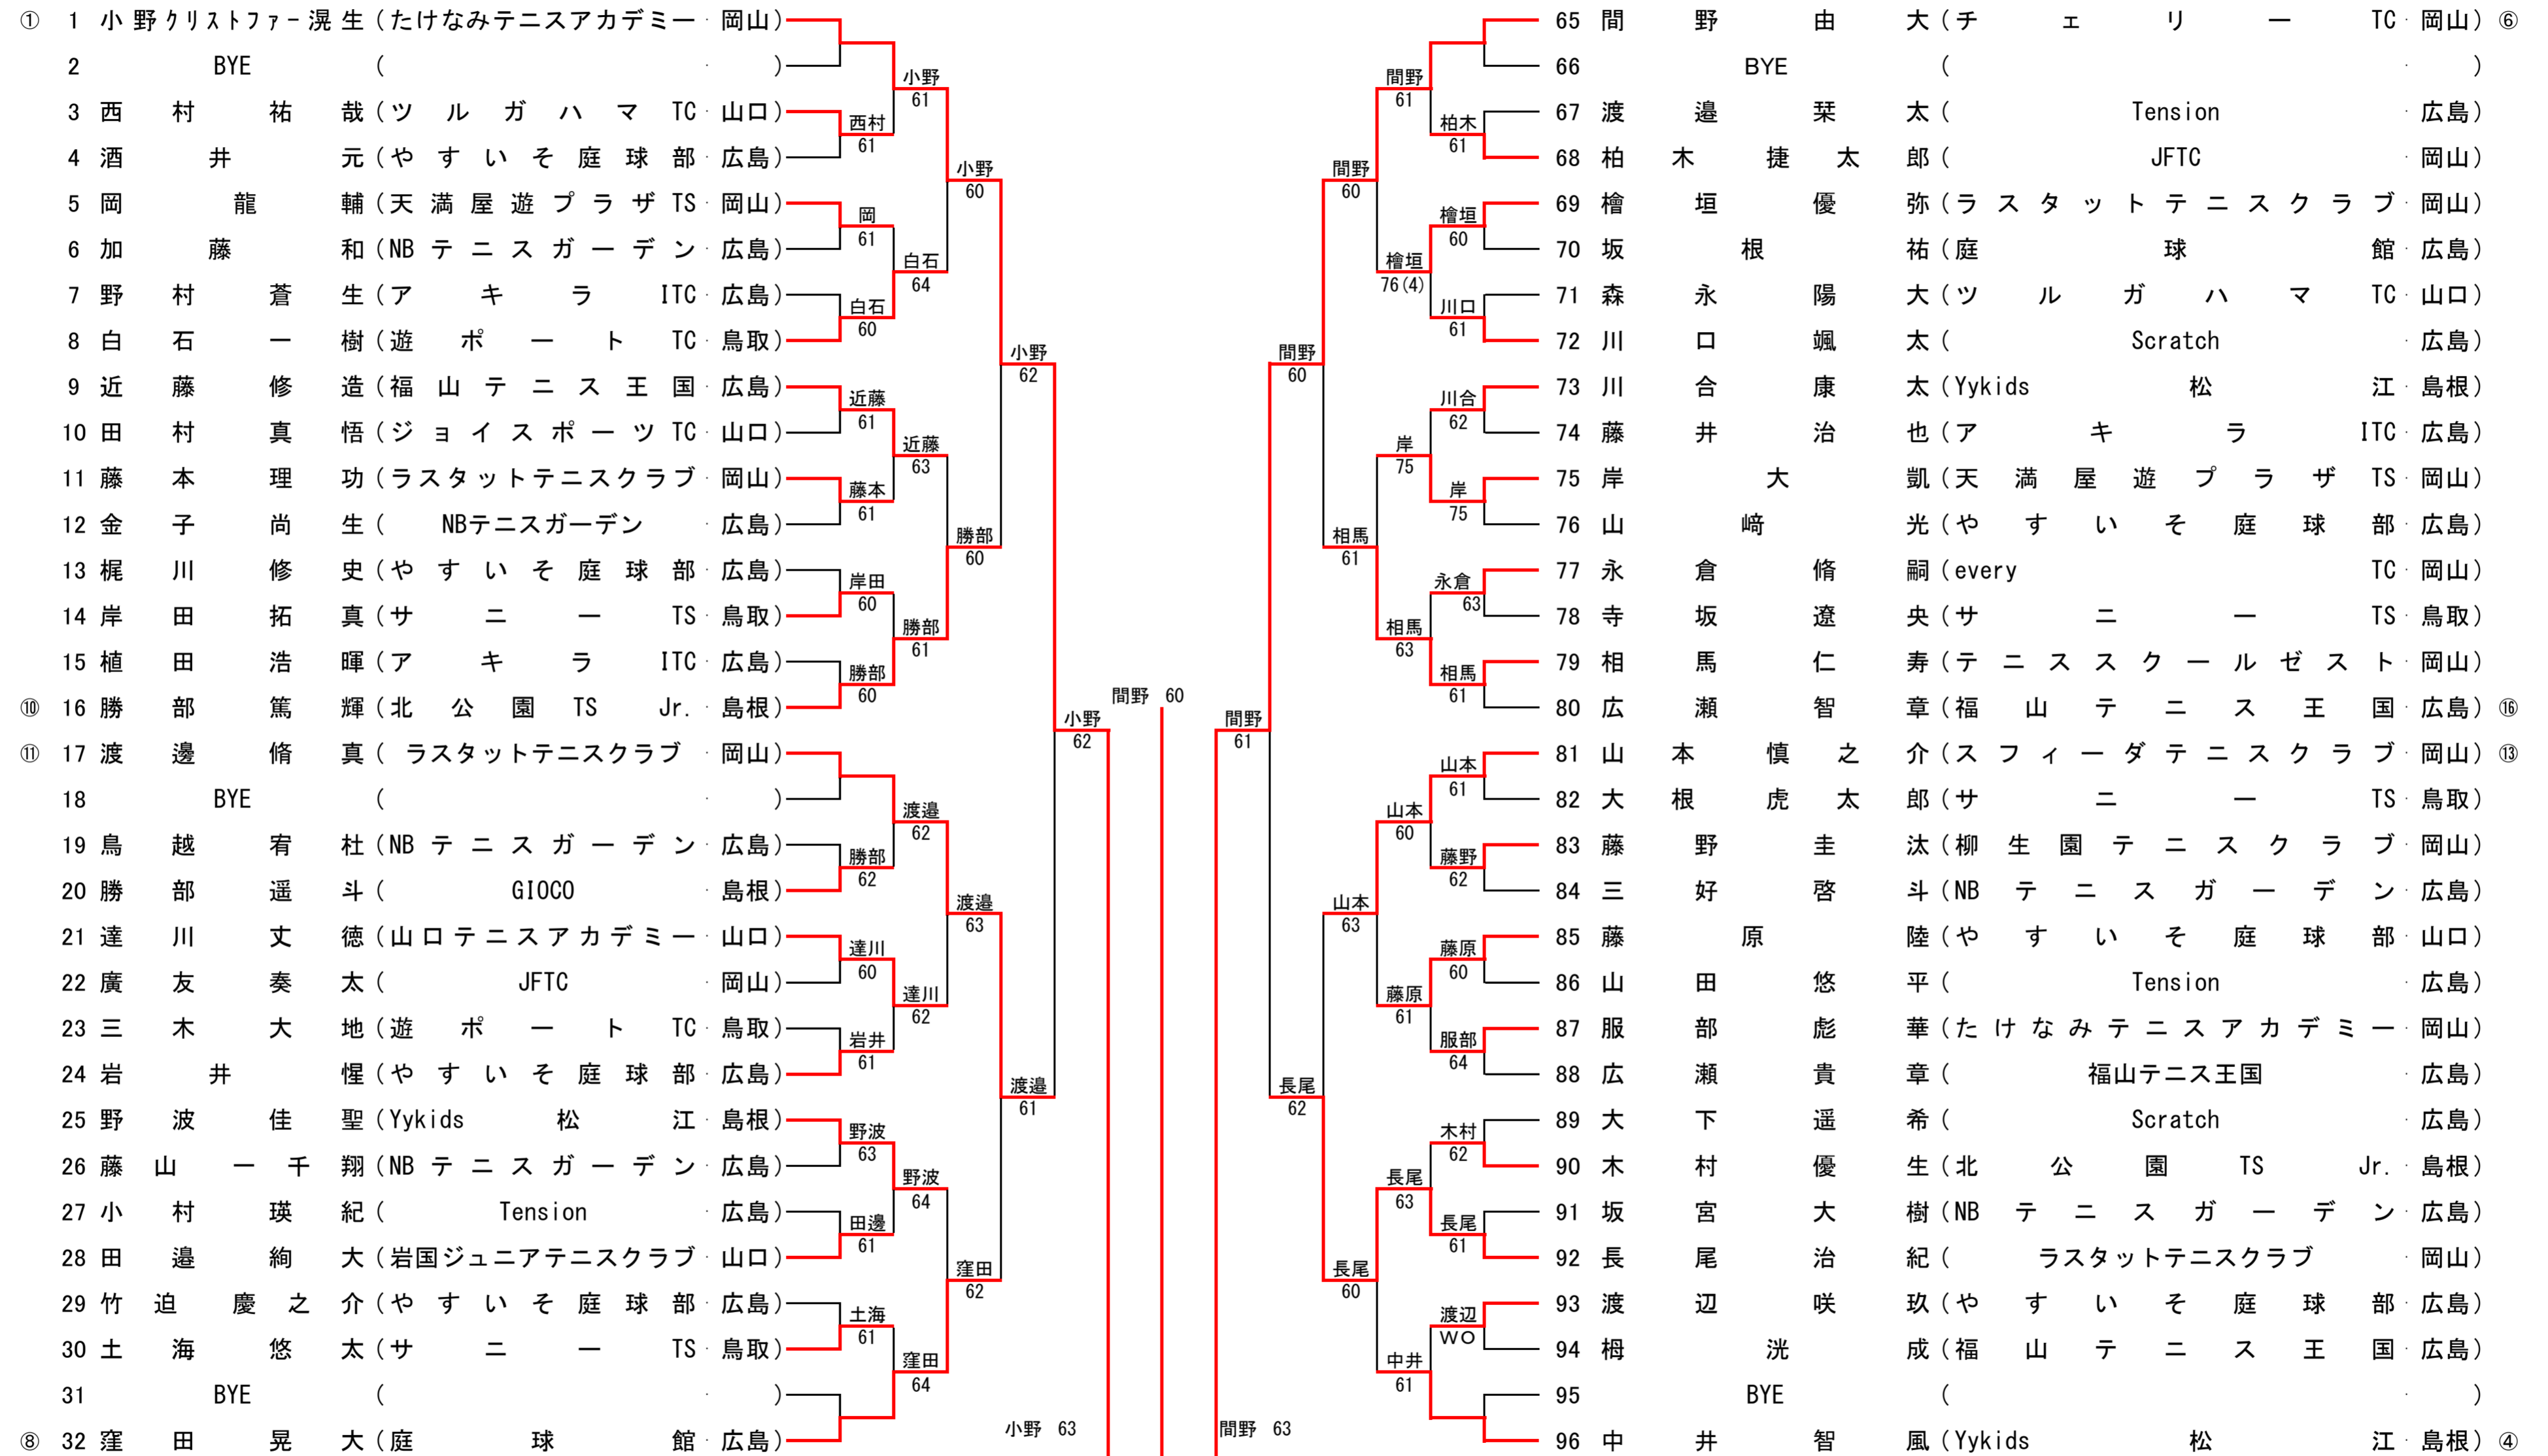 ① 1 小野クリストファー滉生 (たけなみテニスアカデミー・岡山)
2 BYE ( ・ )
3 西村祐哉 (ツルガハマTC・山口)
4 酒井元 (やすいそ庭球部・広島)
5 岡龍輔 (天満屋遊プラザTS・岡山)
6 加藤和 (NBテニスガーデン・広島)
7 野村蒼生 (アキラITC・広島)
8 白石一樹 (遊ポートTC・鳥取)
9 近藤修造 (福山テニス王国・広島)
10 田村真悟 (ジョイスポーツTC・山口)
11 藤本理功 (ラスタットテニスクラブ・岡山)
12 金子尚生 (NBテニスガーデン・広島)
13 梶川修史 (やすいそ庭球部・広島)
14 岸田拓真 (サニーTS・鳥取)
15 植田浩暉 (アキラITC・広島)
⑩ 16 勝部篤輝 (北公園TS Jr.・島根)
⑪ 17 渡邊脩真 (ラスタットテニスクラブ・岡山)
18 BYE ( ・ )
19 鳥越宥杜 (NBテニスガーデン・広島)
20 勝部遥斗 (GIOCO・島根)
21 達川丈徳 (山口テニスアカデミー・山口)
22 廣友奏太 (JFTC・岡山)
23 三木大地 (遊ポートTC・鳥取)
24 岩井惺 (やすいそ庭球部・広島)
25 野波佳聖 (Yykids松江・島根)
26 藤山一千翔 (NBテニスガーデン・広島)
27 小村瑛紀 (Tension・広島)
28 田邉絢大 (岩国ジュニアテニスクラブ・山口)
29 竹迫慶之介 (やすいそ庭球部・広島)
30 土海悠太 (サニーTS・鳥取)
31 BYE ( ・ )
⑧ 32 窪田晃大 (庭球館・広島)
西村 61
岡 61
白石 60
近藤 61
藤本 61
岸田 60
勝部 60
勝部 62
達川 60
岩井 61
野波 63
田邊 61
土海 61
小野 61
白石 64
近藤 63
勝部 61
渡邉 62
達川 62
野波 64
窪田 64
小野 60
勝部 60
渡邉 63
窪田 62
小野 62
渡邉 61
小野 62
小野 63
間野 60
間野 63
間野 61
間野 60
長尾 62
間野 60
相馬 61
山本 63
長尾 60
間野 61
檜垣 76(4)
岸 75
相馬 63
山本 60
藤原 61
長尾 63
中井 61
柏木 61
檜垣 60
川口 61
川合 62
岸 75
永倉 63
相馬 61
山本 61
藤野 62
藤原 60
服部 64
木村 62
長尾 61
渡辺 WO
65 間野由大 (チェリーTC・岡山) ⑥
66 BYE ( ・ )
67 渡邉栞太 (Tension・広島)
68 柏木捷太郎 (JFTC・岡山)
69 檜垣優弥 (ラスタットテニスクラブ・岡山)
70 坂根祐 (庭球館・広島)
71 森永陽大 (ツルガハマTC・山口)
72 川口颯太 (Scratch・広島)
73 川合康太 (Yykids松江・島根)
74 藤井治也 (アキラITC・広島)
75 岸大凱 (天満屋遊プラザTS・岡山)
76 山﨑光 (やすいそ庭球部・広島)
77 永倉脩嗣 (every TC・岡山)
78 寺坂遼央 (サニーTS・鳥取)
79 相馬仁寿 (テニススクールゼスト・岡山)
80 広瀬智章 (福山テニス王国・広島) ⑯
81 山本慎之介 (スフィーダテニスクラブ・岡山) ⑬
82 大根虎太郎 (サニーTS・鳥取)
83 藤野圭汰 (柳生園テニスクラブ・岡山)
84 三好啓斗 (NBテニスガーデン・広島)
85 藤原陸 (やすいそ庭球部・山口)
86 山田悠平 (Tension・広島)
87 服部彪華 (たけなみテニスアカデミー・岡山)
88 広瀬貴章 (福山テニス王国・広島)
89 大下遥希 (Scratch・広島)
90 木村優生 (北公園TS Jr.・島根)
91 坂宮大樹 (NBテニスガーデン・広島)
92 長尾治紀 (ラスタットテニスクラブ・岡山)
93 渡辺咲玖 (やすいそ庭球部・広島)
94 栂洸成 (福山テニス王国・広島)
95 BYE ( ・ )
96 中井智風 (Yykids松江・島根) ④